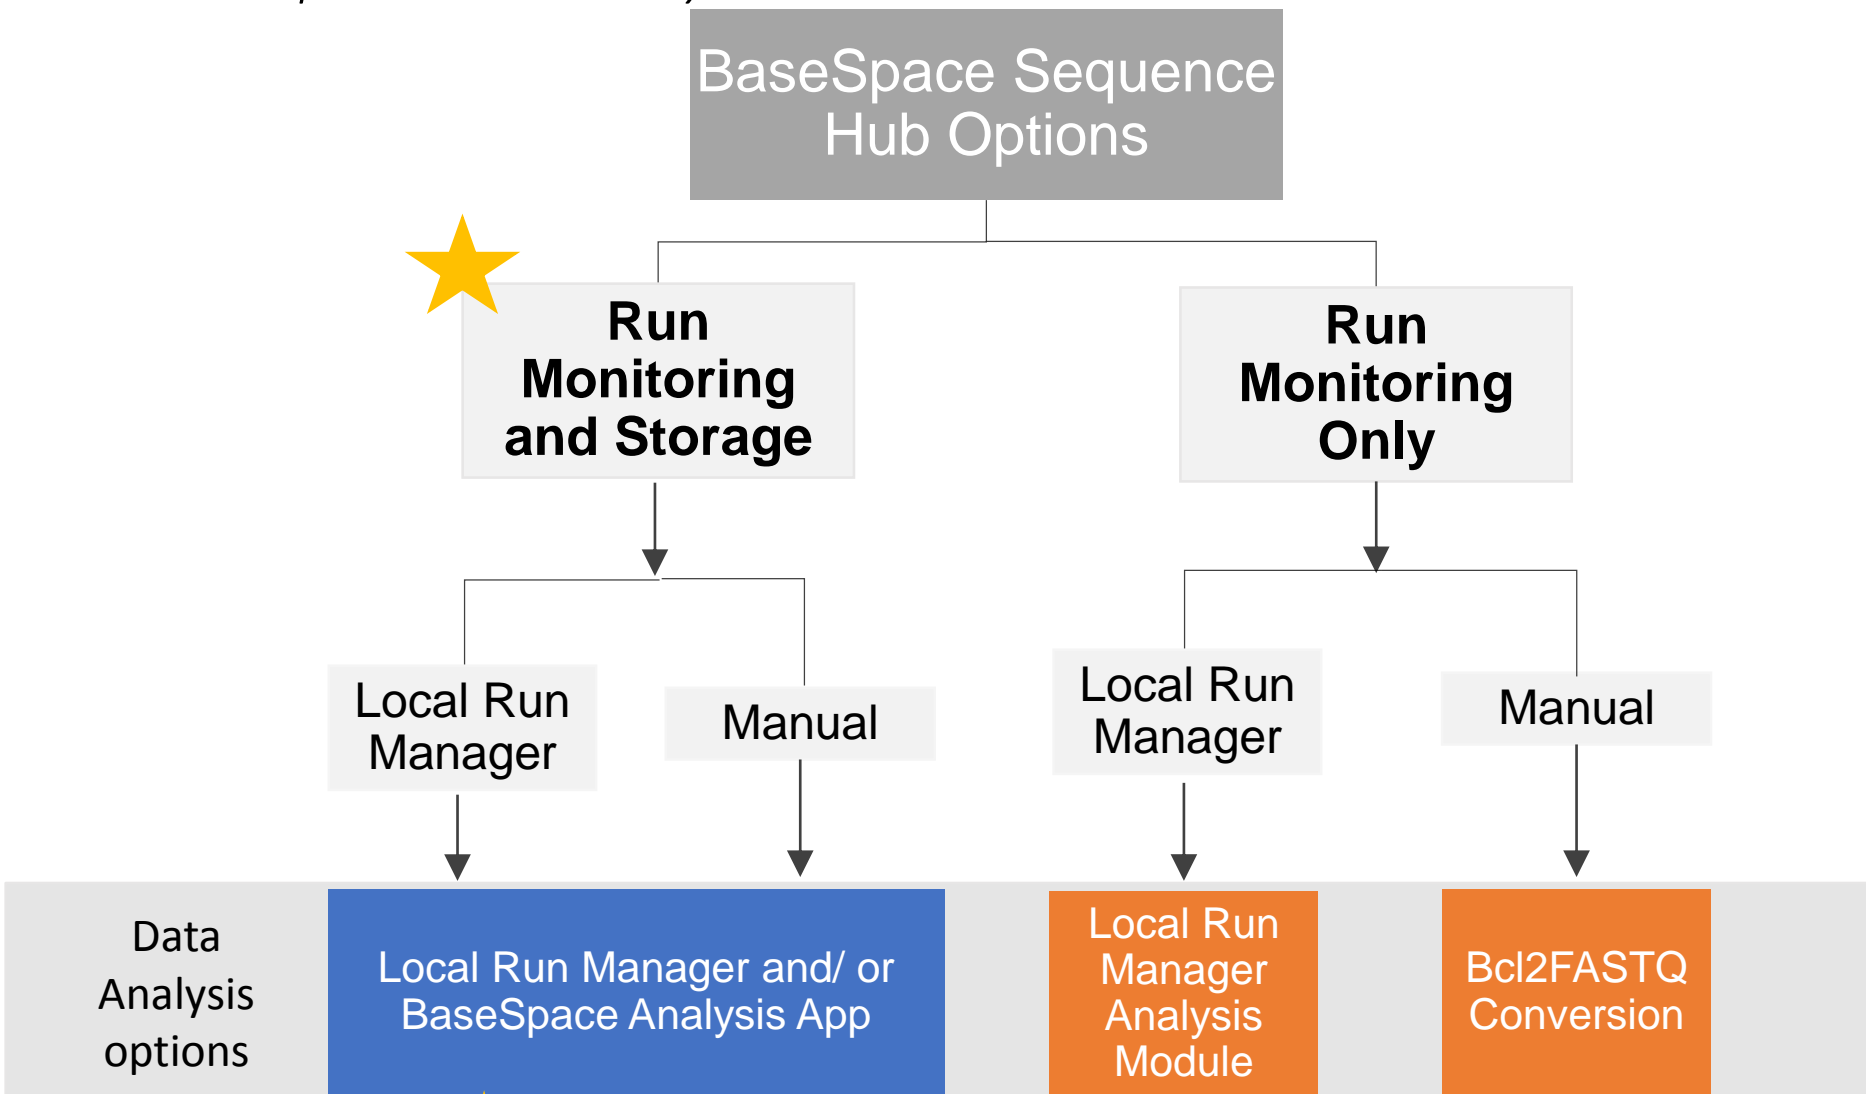 BaseSpace Sequence
Hub Options
Run
Monitoring
and Storage
Run
Monitoring
Only
Local Run
Manager
Manual
Local Run
Manager
Manual
Data
Analysis
options
Local Run Manager and/ or
BaseSpace Analysis App
Local Run
Manager
Analysis
Module
Bcl2FASTQ
Conversion